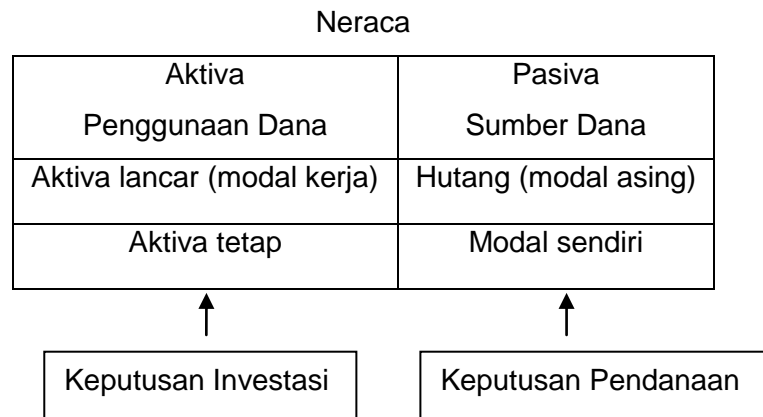 Neraca
Aktiva
Penggunaan Dana
Pasiva
Sumber Dana
Aktiva lancar (modal kerja)
Hutang (modal asing)
Aktiva tetap
Modal sendiri
Keputusan Investasi
Keputusan Pendanaan